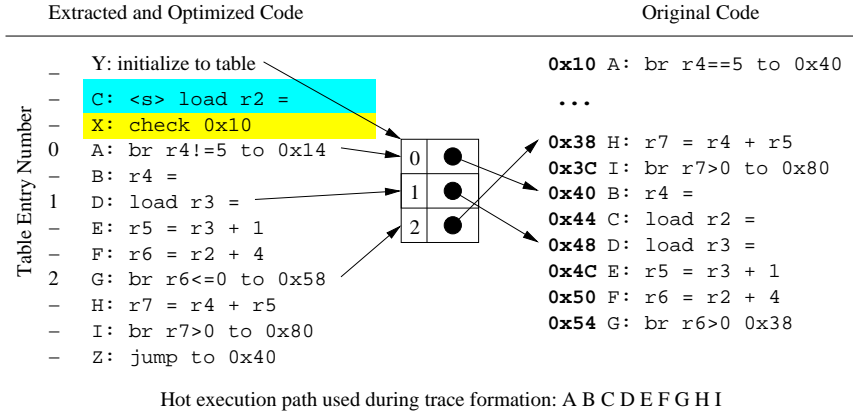 Extracted and Optimized Code
Original Code
Table Entry Number
– Y: initialize to table
– C: <s> load r2 =
– X: check 0x10
0 A: br r4!=5 to 0x14
– B: r4 =
1 D: load r3 =
– E: r5 = r3 + 1
– F: r6 = r2 + 4
2 G: br r6<=0 to 0x58
– H: r7 = r4 + r5
– I: br r7>0 to 0x80
– Z: jump to 0x40
0
1
2
0x10 A: br r4==5 to 0x40
...
0x38 H: r7 = r4 + r5
0x3C I: br r7>0 to 0x80
0x40 B: r4 =
0x44 C: load r2 =
0x48 D: load r3 =
0x4C E: r5 = r3 + 1
0x50 F: r6 = r2 + 4
0x54 G: br r6>0 0x38
Hot execution path used during trace formation: A B C D E F G H I